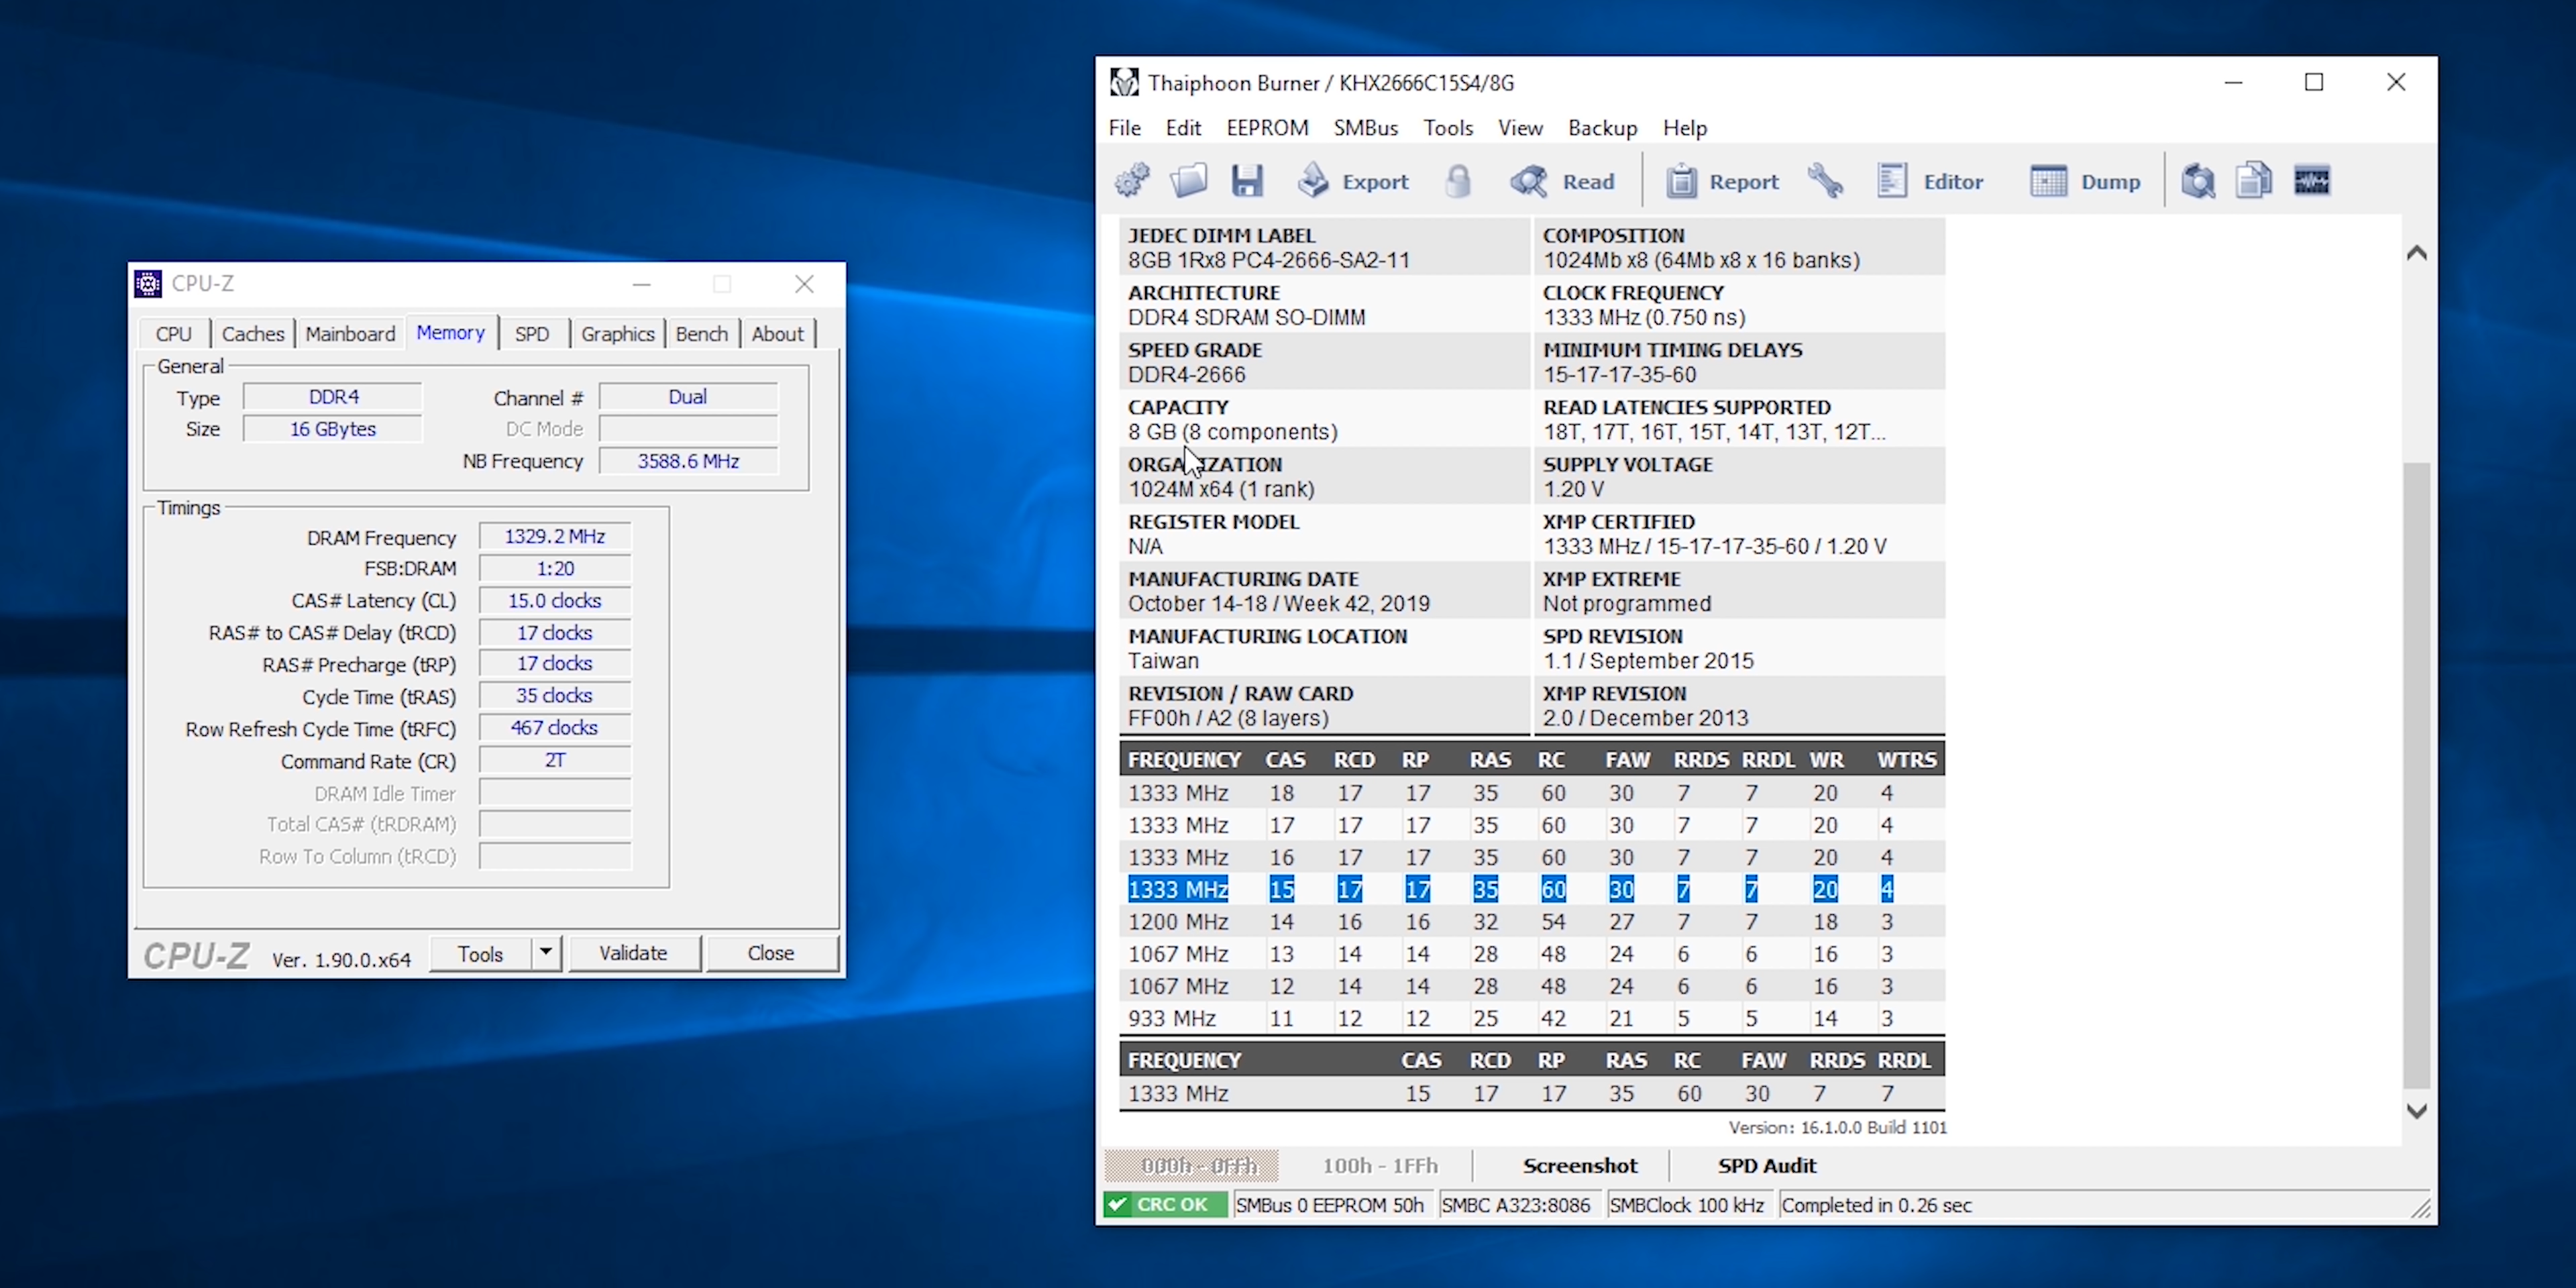 CPU-Z
CPU Caches Mainboard Memory SPD Graphics Bench About
General
Type DDR4 Channel # Dual
Size 16 GBytes DC Mode
NB Frequency 3588.6 MHz
Timings
DRAM Frequency 1329.2 MHz
FSB:DRAM 1:20
CAS# Latency (CL) 15.0 clocks
RAS# to CAS# Delay (tRCD) 17 clocks
RAS# Precharge (tRP) 17 clocks
Cycle Time (tRAS) 35 clocks
Row Refresh Cycle Time (tRFC) 467 clocks
Command Rate (CR) 2T
DRAM Idle Timer
Total CAS# (tRDRAM)
Row To Column (tRCD)
CPU-Z Ver. 1.90.0.x64 Tools Validate Close
Thaiphoon Burner / KHX2666C15S4/8G
File Edit EEPROM SMBus Tools View Backup Help
Export Read Report Editor Dump
JEDEC DIMM LABEL COMPOSITION
8GB 1Rx8 PC4-2666-SA2-11 1024Mb x8 (64Mb x8 x 16 banks)
ARCHITECTURE CLOCK FREQUENCY
DDR4 SDRAM SO-DIMM 1333 MHz (0.750 ns)
SPEED GRADE MINIMUM TIMING DELAYS
DDR4-2666 15-17-17-35-60
CAPACITY READ LATENCIES SUPPORTED
8 GB (8 components) 18T, 17T, 16T, 15T, 14T, 13T, 12T...
ORGANIZATION SUPPLY VOLTAGE
1024M x64 (1 rank) 1.20 V
REGISTER MODEL XMP CERTIFIED
N/A 1333 MHz / 15-17-17-35-60 / 1.20 V
MANUFACTURING DATE XMP EXTREME
October 14-18 / Week 42, 2019 Not programmed
MANUFACTURING LOCATION SPD REVISION
Taiwan 1.1 / September 2015
REVISION / RAW CARD XMP REVISION
FF00h / A2 (8 layers) 2.0 / December 2013
FREQUENCY CAS RCD RP RAS RC FAW RRDS RRDL WR WTRS
1333 MHz 18 17 17 35 60 30 7 7 20 4
1333 MHz 17 17 17 35 60 30 7 7 20 4
1333 MHz 16 17 17 35 60 30 7 7 20 4
1333 MHz 15 17 17 35 60 30 7 7 20 4
1200 MHz 14 16 16 32 54 27 7 7 18 3
1067 MHz 13 14 14 28 48 24 6 6 16 3
1067 MHz 12 14 14 28 48 24 6 6 16 3
933 MHz 11 12 12 25 42 21 5 5 14 3
FREQUENCY CAS RCD RP RAS RC FAW RRDS RRDL
1333 MHz 15 17 17 35 60 30 7 7
Version: 16.1.0.0 Build 1101
000h - 0FFh 100h - 1FFh Screenshot SPD Audit
CRC OK SMBus 0 EEPROM 50h SMBC A323:8086 SMBClock 100 kHz Completed in 0.26 sec